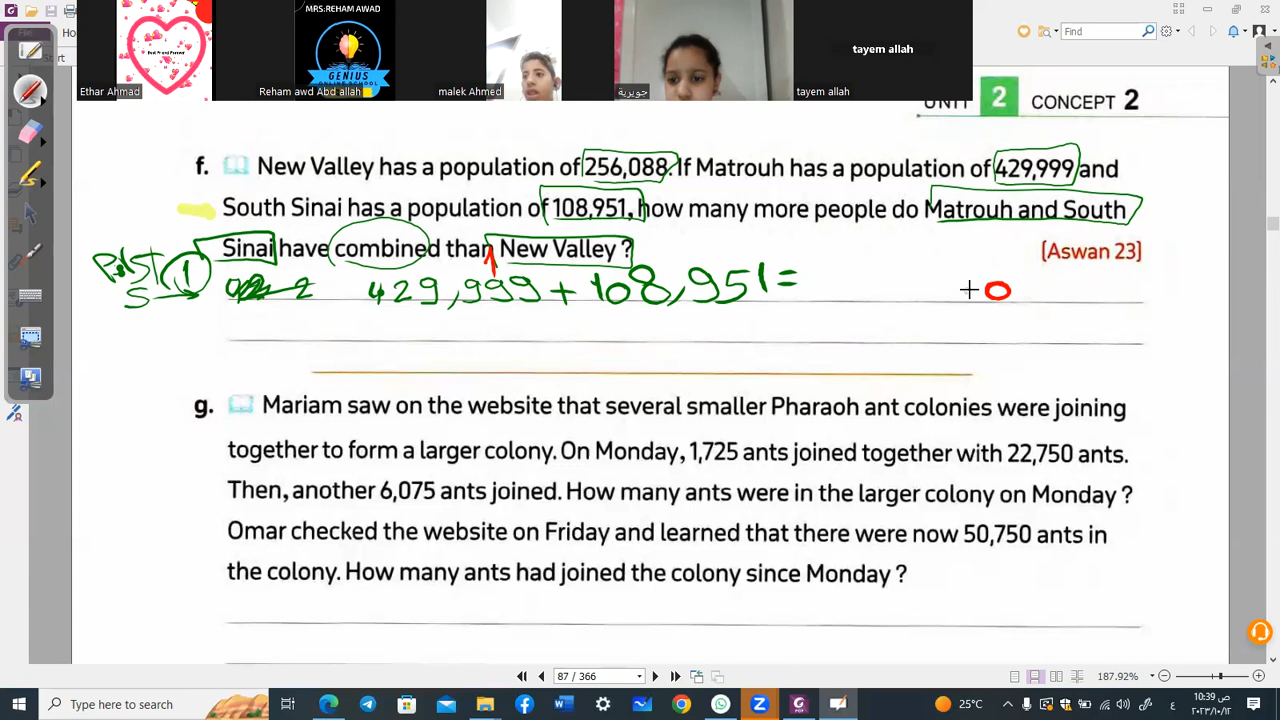 MRS:REHAM AWAD
GENIUS
ONLINE SCHOOL
tayem allah
Ethar Ahmad
Reham awd Abd allah
malek Ahmed
جويرية
tayem allah
Find
Start
UNIT 2 CONCEPT 2
f. New Valley has a population of 256,088. If Matrouh has a population of 429,999 and
South Sinai has a population of 108,951, how many more people do Matrouh and South
Sinai have combined than New Valley ?
[Aswan 23]
1 429,999 + 108,951 =
0
g. Mariam saw on the website that several smaller Pharaoh ant colonies were joining
together to form a larger colony. On Monday, 1,725 ants joined together with 22,750 ants.
Then, another 6,075 ants joined. How many ants were in the larger colony on Monday ?
Omar checked the website on Friday and learned that there were now 50,750 ants in
the colony. How many ants had joined the colony since Monday ?
87 / 366
187.92%
Type here to search
25°C
10:39 ص